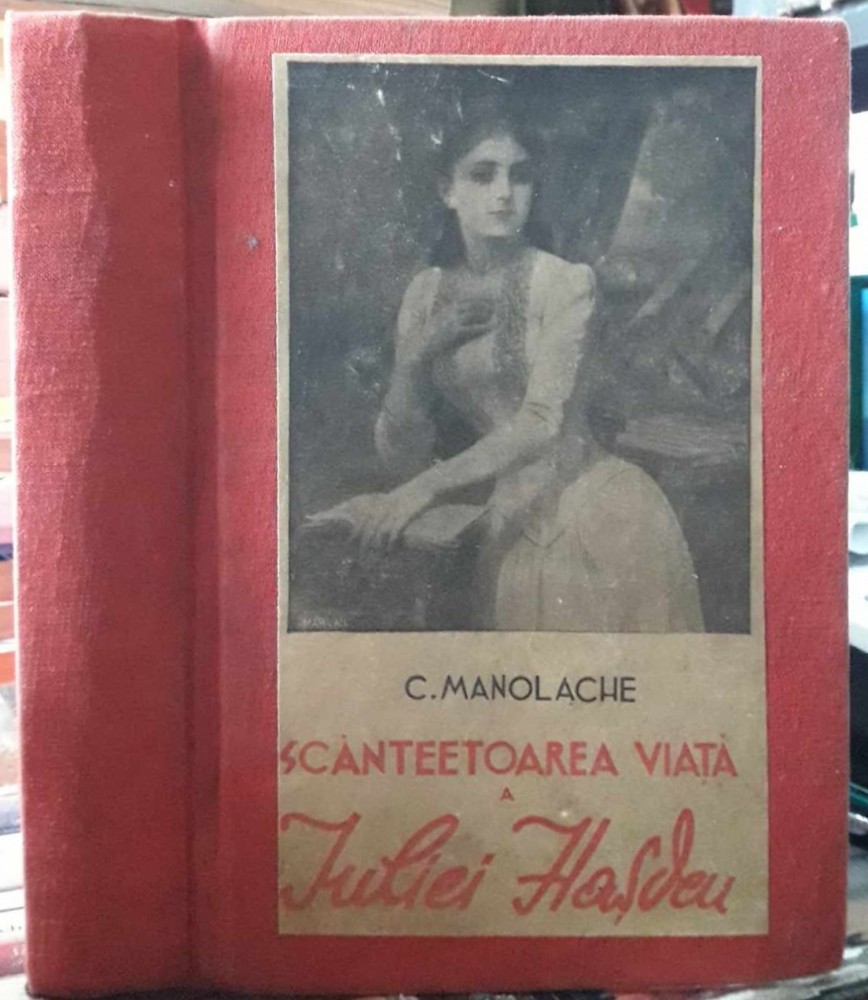 C. MANOLACHE
SCÂNTEETOAREA VIAȚĂ
A
Iuliei Hașdeu